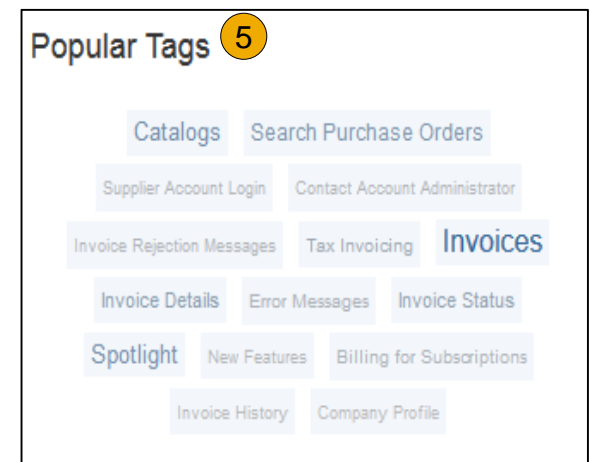 Popular Tags 5
Catalogs Search Purchase Orders
Supplier Account Login Contact Account Administrator
Invoice Rejection Messages Tax Invoicing Invoices
Invoice Details Error Messages Invoice Status
Spotlight New Features Billing for Subscriptions
Invoice History Company Profile